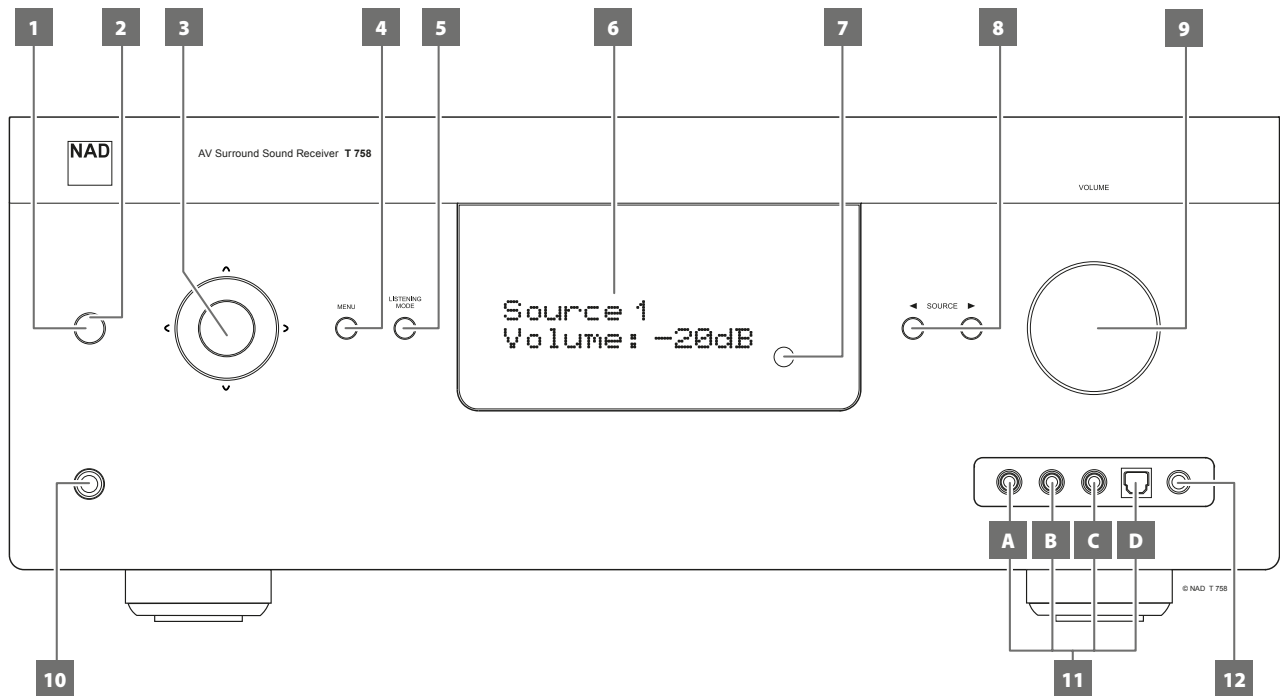 1 2 3 4 5 6 7 8 9
NAD
AV Surround Sound Receiver T 758
VOLUME
MENU
LISTENING
MODE
Source 1
Volume: -20dB
◄ SOURCE ►
A B C D
© NAD T 758
10 11 12